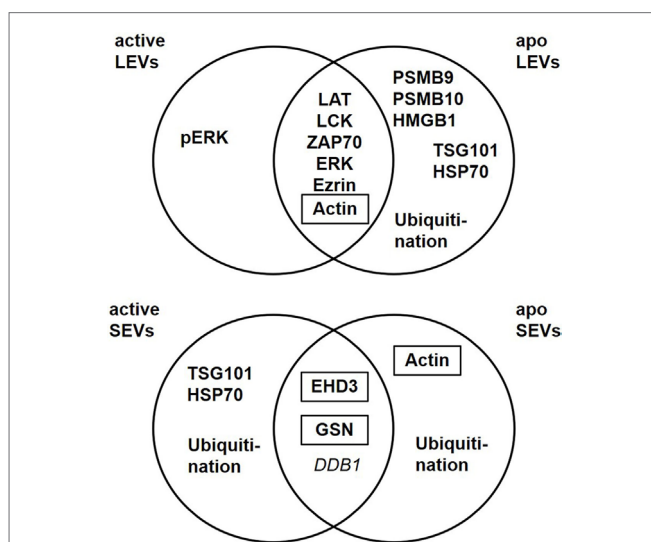 active
LEVs
apo
LEVs
pERK
LAT
LCK
ZAP70
ERK
Ezrin
Actin
PSMB9
PSMB10
HMGB1
TSG101
HSP70
Ubiquiti-
nation
active
SEVs
apo
SEVs
TSG101
HSP70
Ubiquiti-
nation
EHD3
GSN
DDB1
Actin
Ubiquiti-
nation